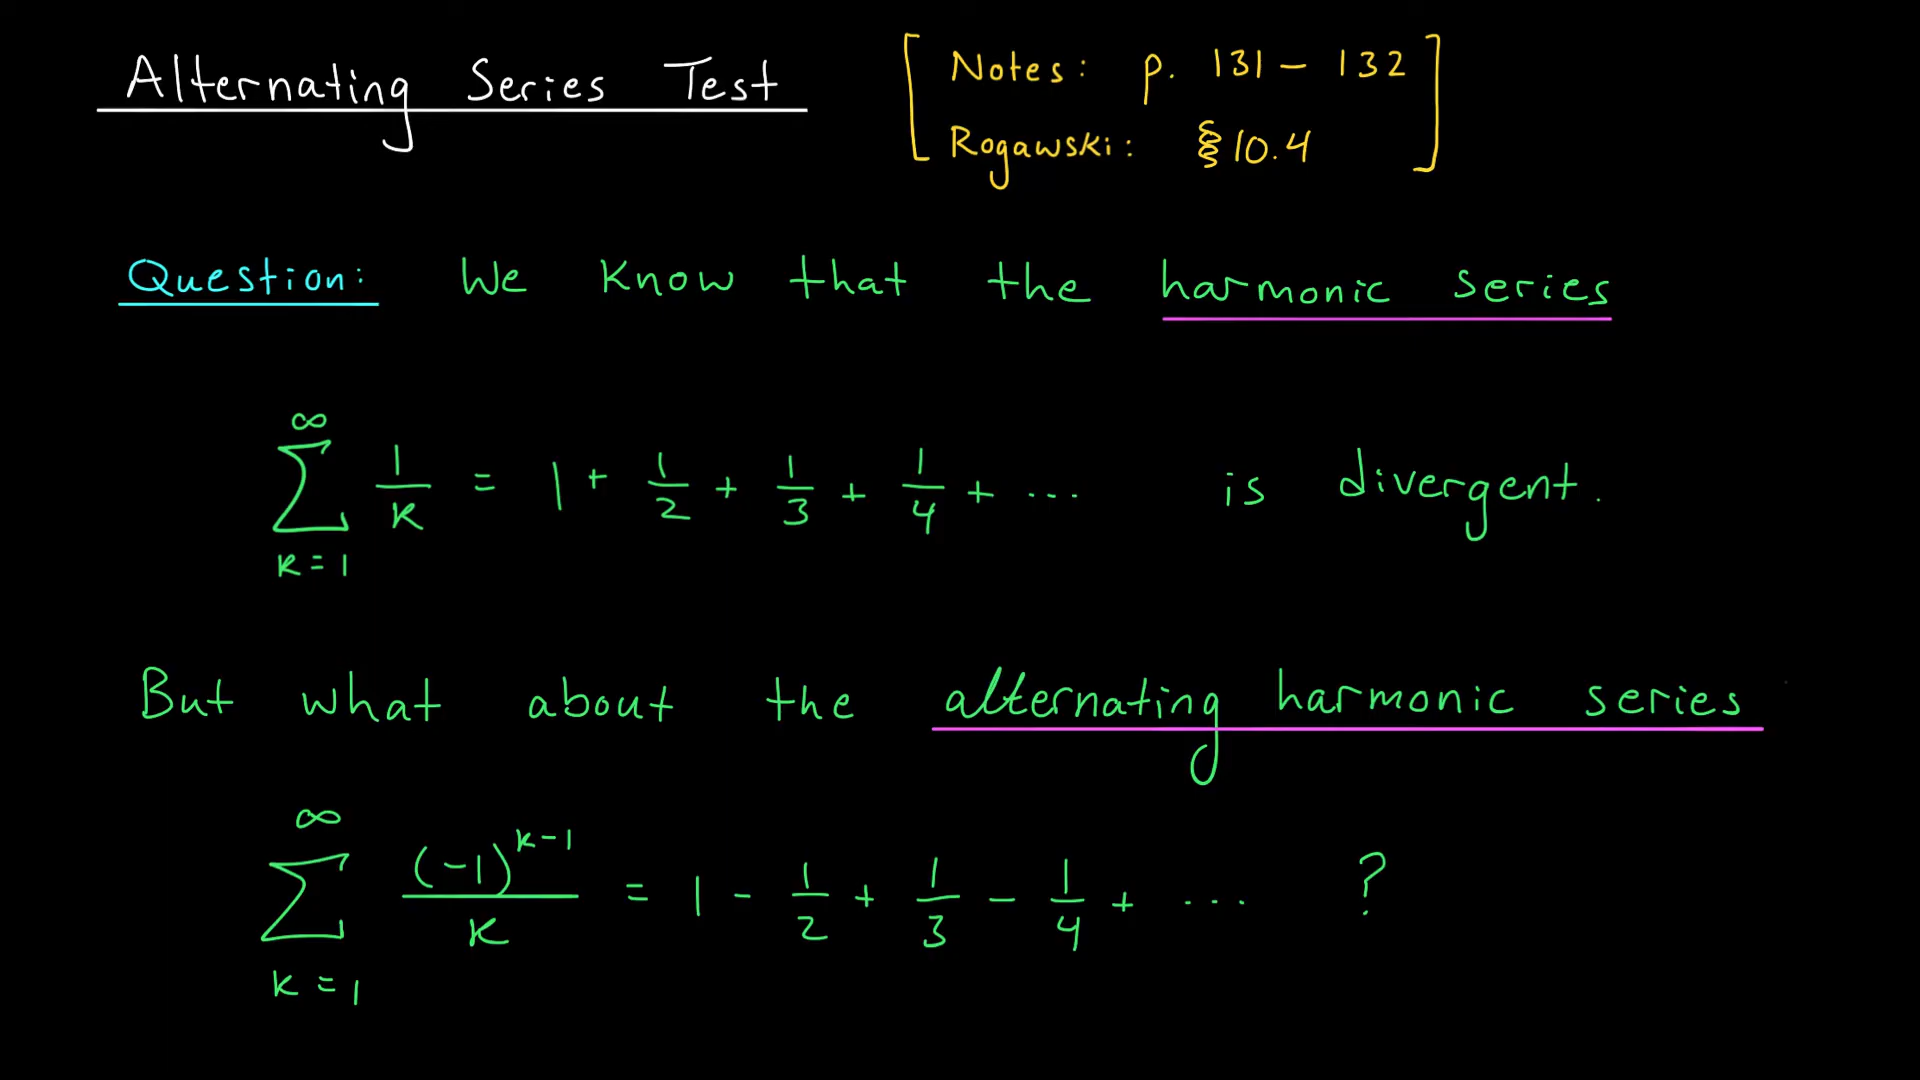 Alternating Series Test [Notes: p. 131 – 132
Rogawski: § 10.4]
Question: We know that the harmonic series
∑_{k=1}^{∞} 1/k = 1 + 1/2 + 1/3 + 1/4 + ... is divergent.
But what about the alternating harmonic series
∑_{k=1}^{∞} (-1)^{k-1}/k = 1 - 1/2 + 1/3 - 1/4 + ... ?